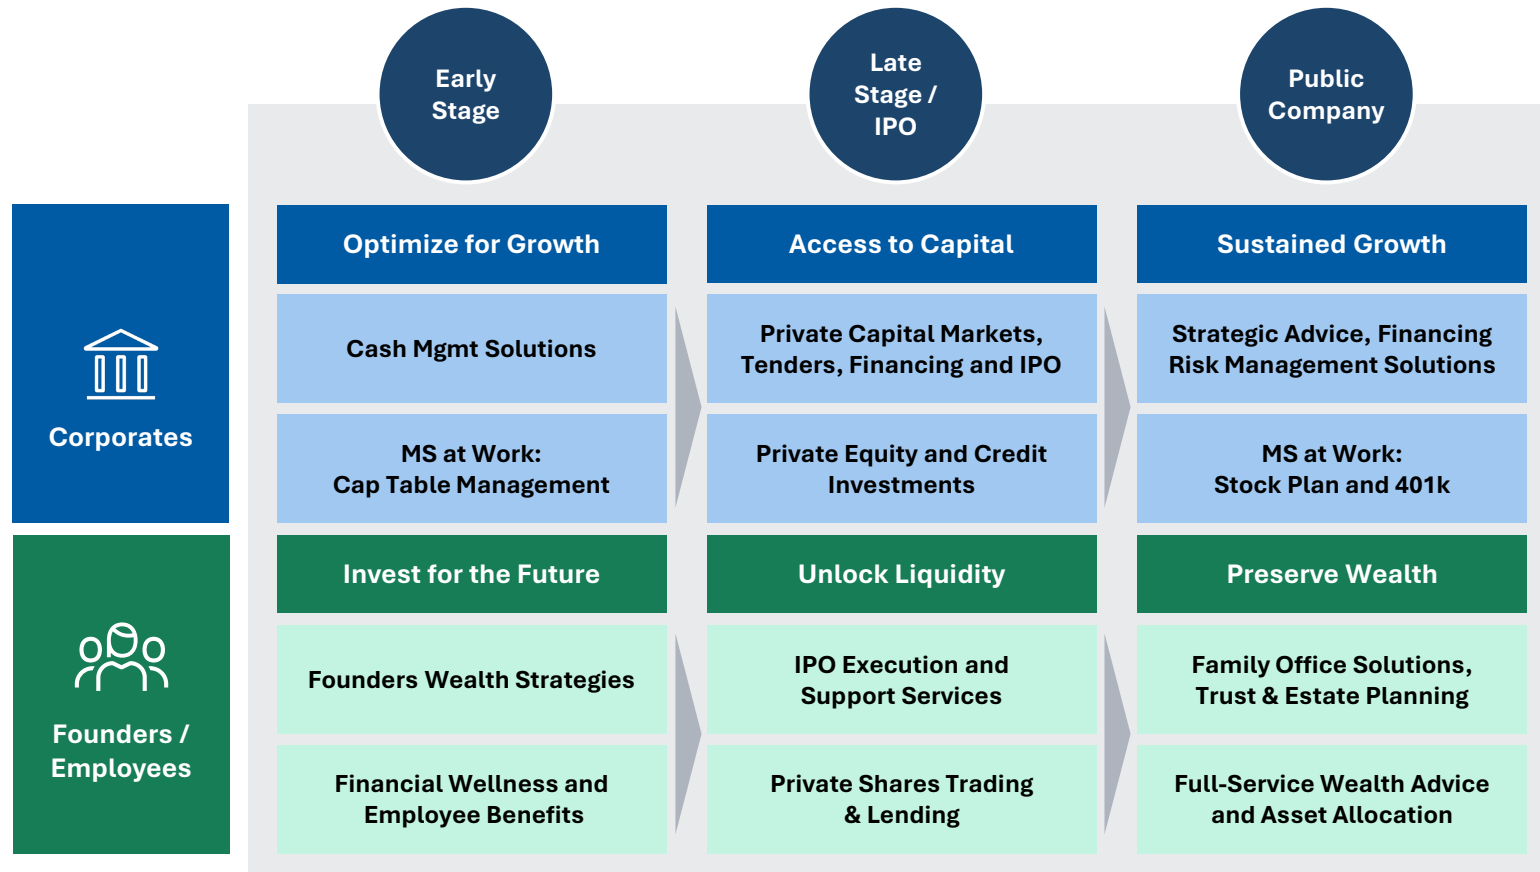 Early
Stage
Late
Stage /
IPO
Public
Company
Corporates
Optimize for Growth
Access to Capital
Sustained Growth
Cash Mgmt Solutions
Private Capital Markets,
Tenders, Financing and IPO
Strategic Advice, Financing
Risk Management Solutions
MS at Work:
Cap Table Management
Private Equity and Credit
Investments
MS at Work:
Stock Plan and 401k
Founders /
Employees
Invest for the Future
Unlock Liquidity
Preserve Wealth
Founders Wealth Strategies
IPO Execution and
Support Services
Family Office Solutions,
Trust & Estate Planning
Financial Wellness and
Employee Benefits
Private Shares Trading
& Lending
Full-Service Wealth Advice
and Asset Allocation